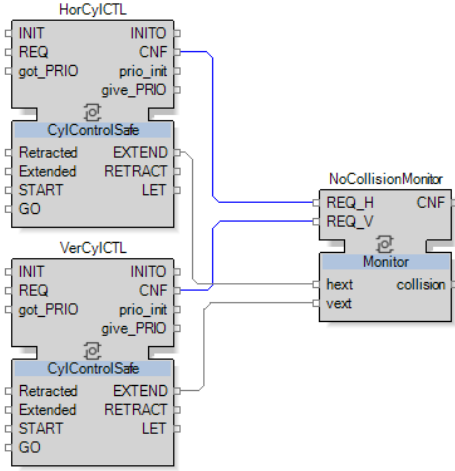 HorCylCTL
INIT INITO
REQ CNF
got_PRIO prio_init
give_PRIO
CylControlSafe
Retracted EXTEND
Extended RETRACT
START LET
GO
VerCylCTL
INIT INITO
REQ CNF
got_PRIO prio_init
give_PRIO
CylControlSafe
Retracted EXTEND
Extended RETRACT
START LET
GO
NoCollisionMonitor
REQ_H CNF
REQ_V
Monitor
hext collision
vext